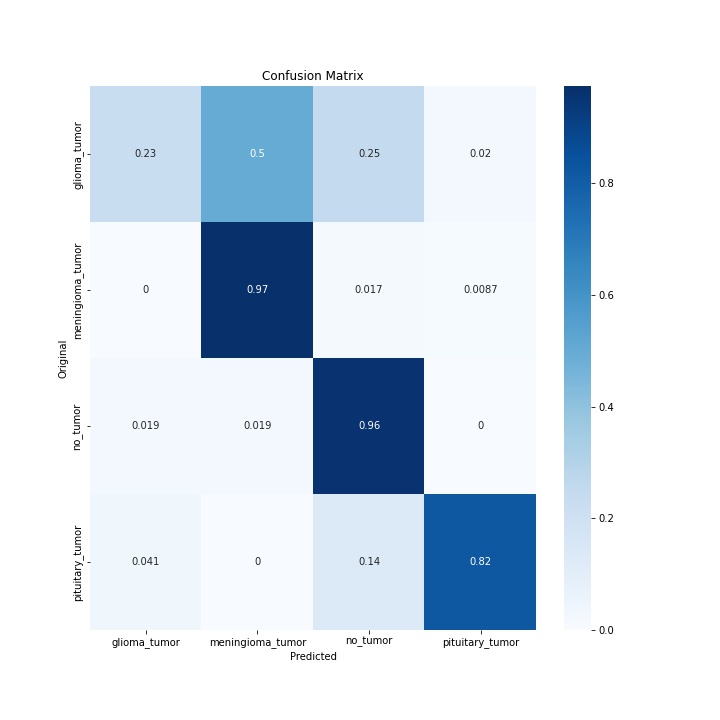 Confusion Matrix
glioma_tumor
0.23
0.5
0.25
0.02
meningioma_tumor
0
0.97
0.017
0.0087
no_tumor
0.019
0.019
0.96
0
pituitary_tumor
0.041
0
0.14
0.82
Original
glioma_tumor
meningioma_tumor
no_tumor
pituitary_tumor
Predicted
0.8
0.6
0.4
0.2
0.0